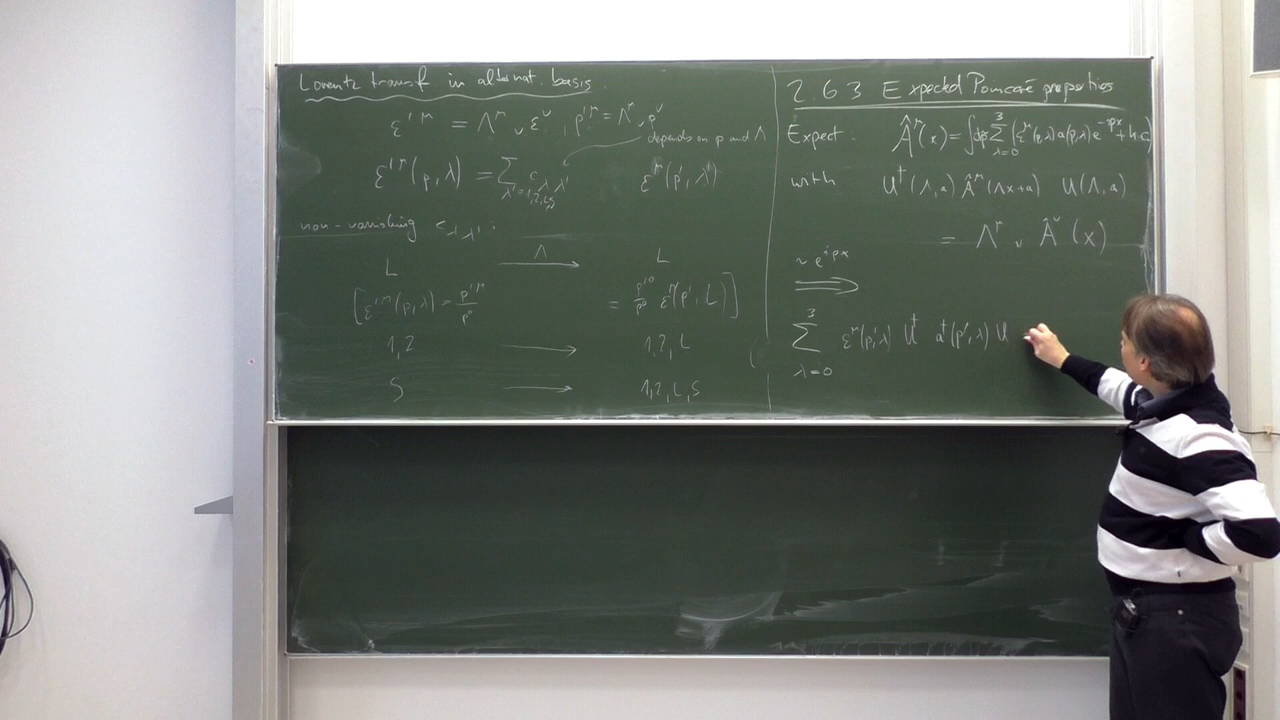 Lorentz transf in alternat. basis
ε'^μ = Λ^μ_ν ε^ν , p'^μ = Λ^μ_ν p^ν
depends on p and Λ
ε'^μ(p,λ) = Σ_{λ'=1,2,L,S} c_{λλ'} ε^μ(p',λ')
non-vanishing c_{λλ'} :
L —Λ→ L
[ε'^μ(p,λ) = p'^μ/p^0 = p'^0/p^0 ε^μ(p',L)]
1,2 → 1,2,L
S → 1,2,L,S
2.6.3 Expected Poincaré properties
Expect: Â^μ(x) = ∫dp̃ Σ_{λ=0}^3 (ε^μ(p,λ) a(p,λ) e^{-ipx} + h.c.)
with U†(Λ,a) Â^μ(Λx+a) U(Λ,a)
= Λ^μ_ν Â^ν(x)
~ e^{ipx}
⟹
Σ_{λ=0}^3 ε^μ(p',λ) U† a†(p',λ) U